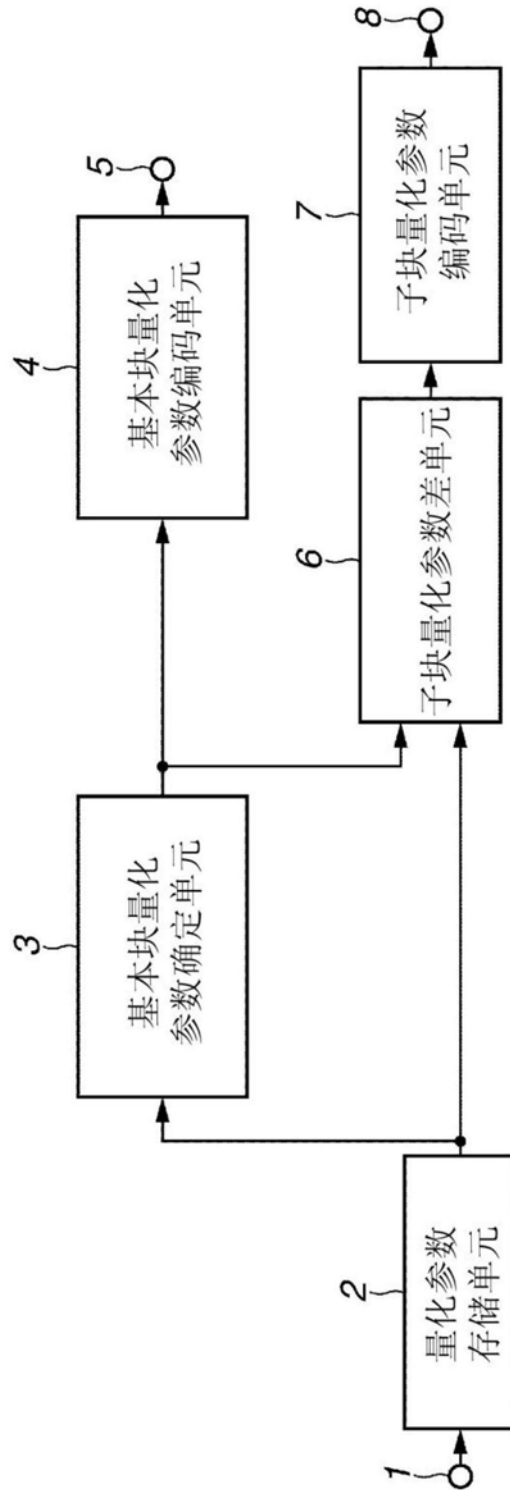 1
2
量化参数
存储单元
3
基本块量化
参数确定单元
4
基本块量化
参数编码单元
5
6
子块量化参数差单元
7
子块量化参数
编码单元
8